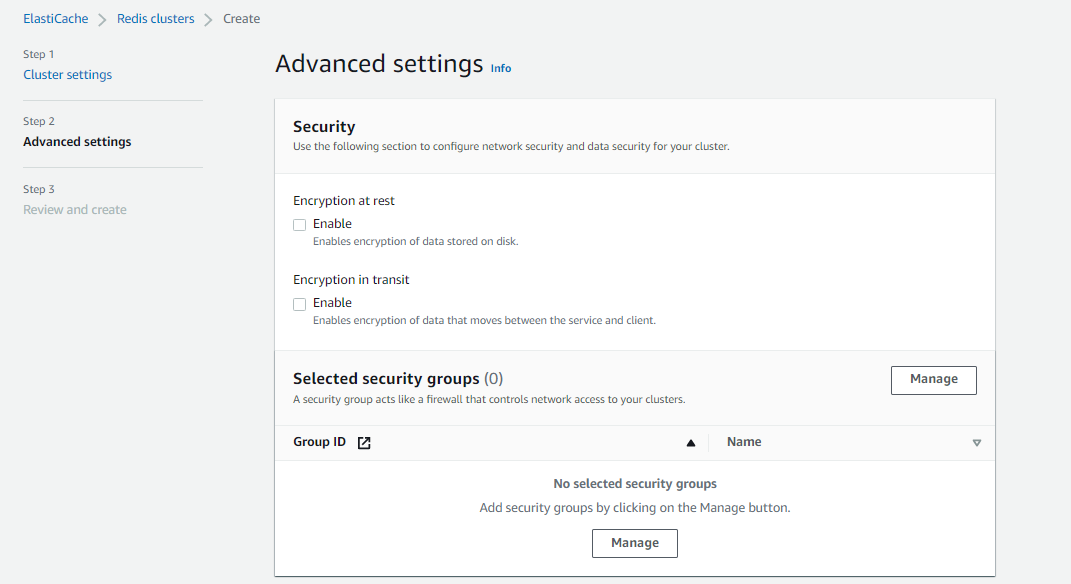 ElastiCache > Redis clusters > Create
Step 1
Cluster settings
Step 2
Advanced settings
Step 3
Review and create
Advanced settings Info
Security
Use the following section to configure network security and data security for your cluster.
Encryption at rest
Enable
Enables encryption of data stored on disk.
Encryption in transit
Enable
Enables encryption of data that moves between the service and client.
Selected security groups (0)
Manage
A security group acts like a firewall that controls network access to your clusters.
Group ID Name
No selected security groups
Add security groups by clicking on the Manage button.
Manage